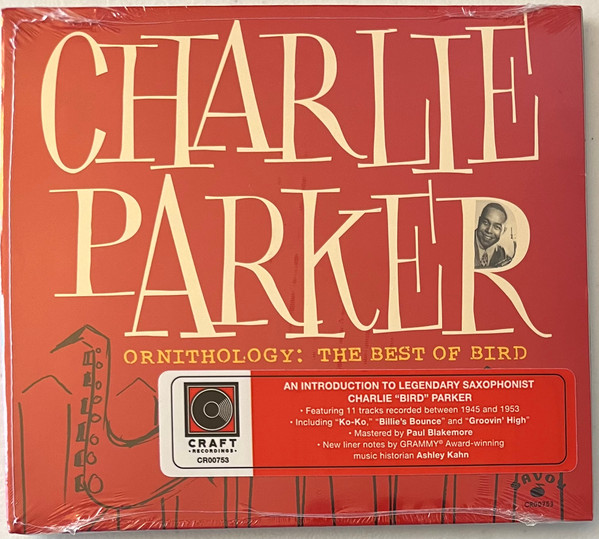 CHARLIE
PARKER
ORNITHOLOGY: THE BEST OF BIRD
CRAFT
RECORDINGS
CR00753
AN INTRODUCTION TO LEGENDARY SAXOPHONIST
CHARLIE “BIRD” PARKER
• Featuring 11 tracks recorded between 1945 and 1953
• Including “Ko-Ko,” “Billie's Bounce” and “Groovin' High”
• Mastered by Paul Blakemore
• New liner notes by GRAMMY® Award-winning
music historian Ashley Kahn
SAVOY
CR00753